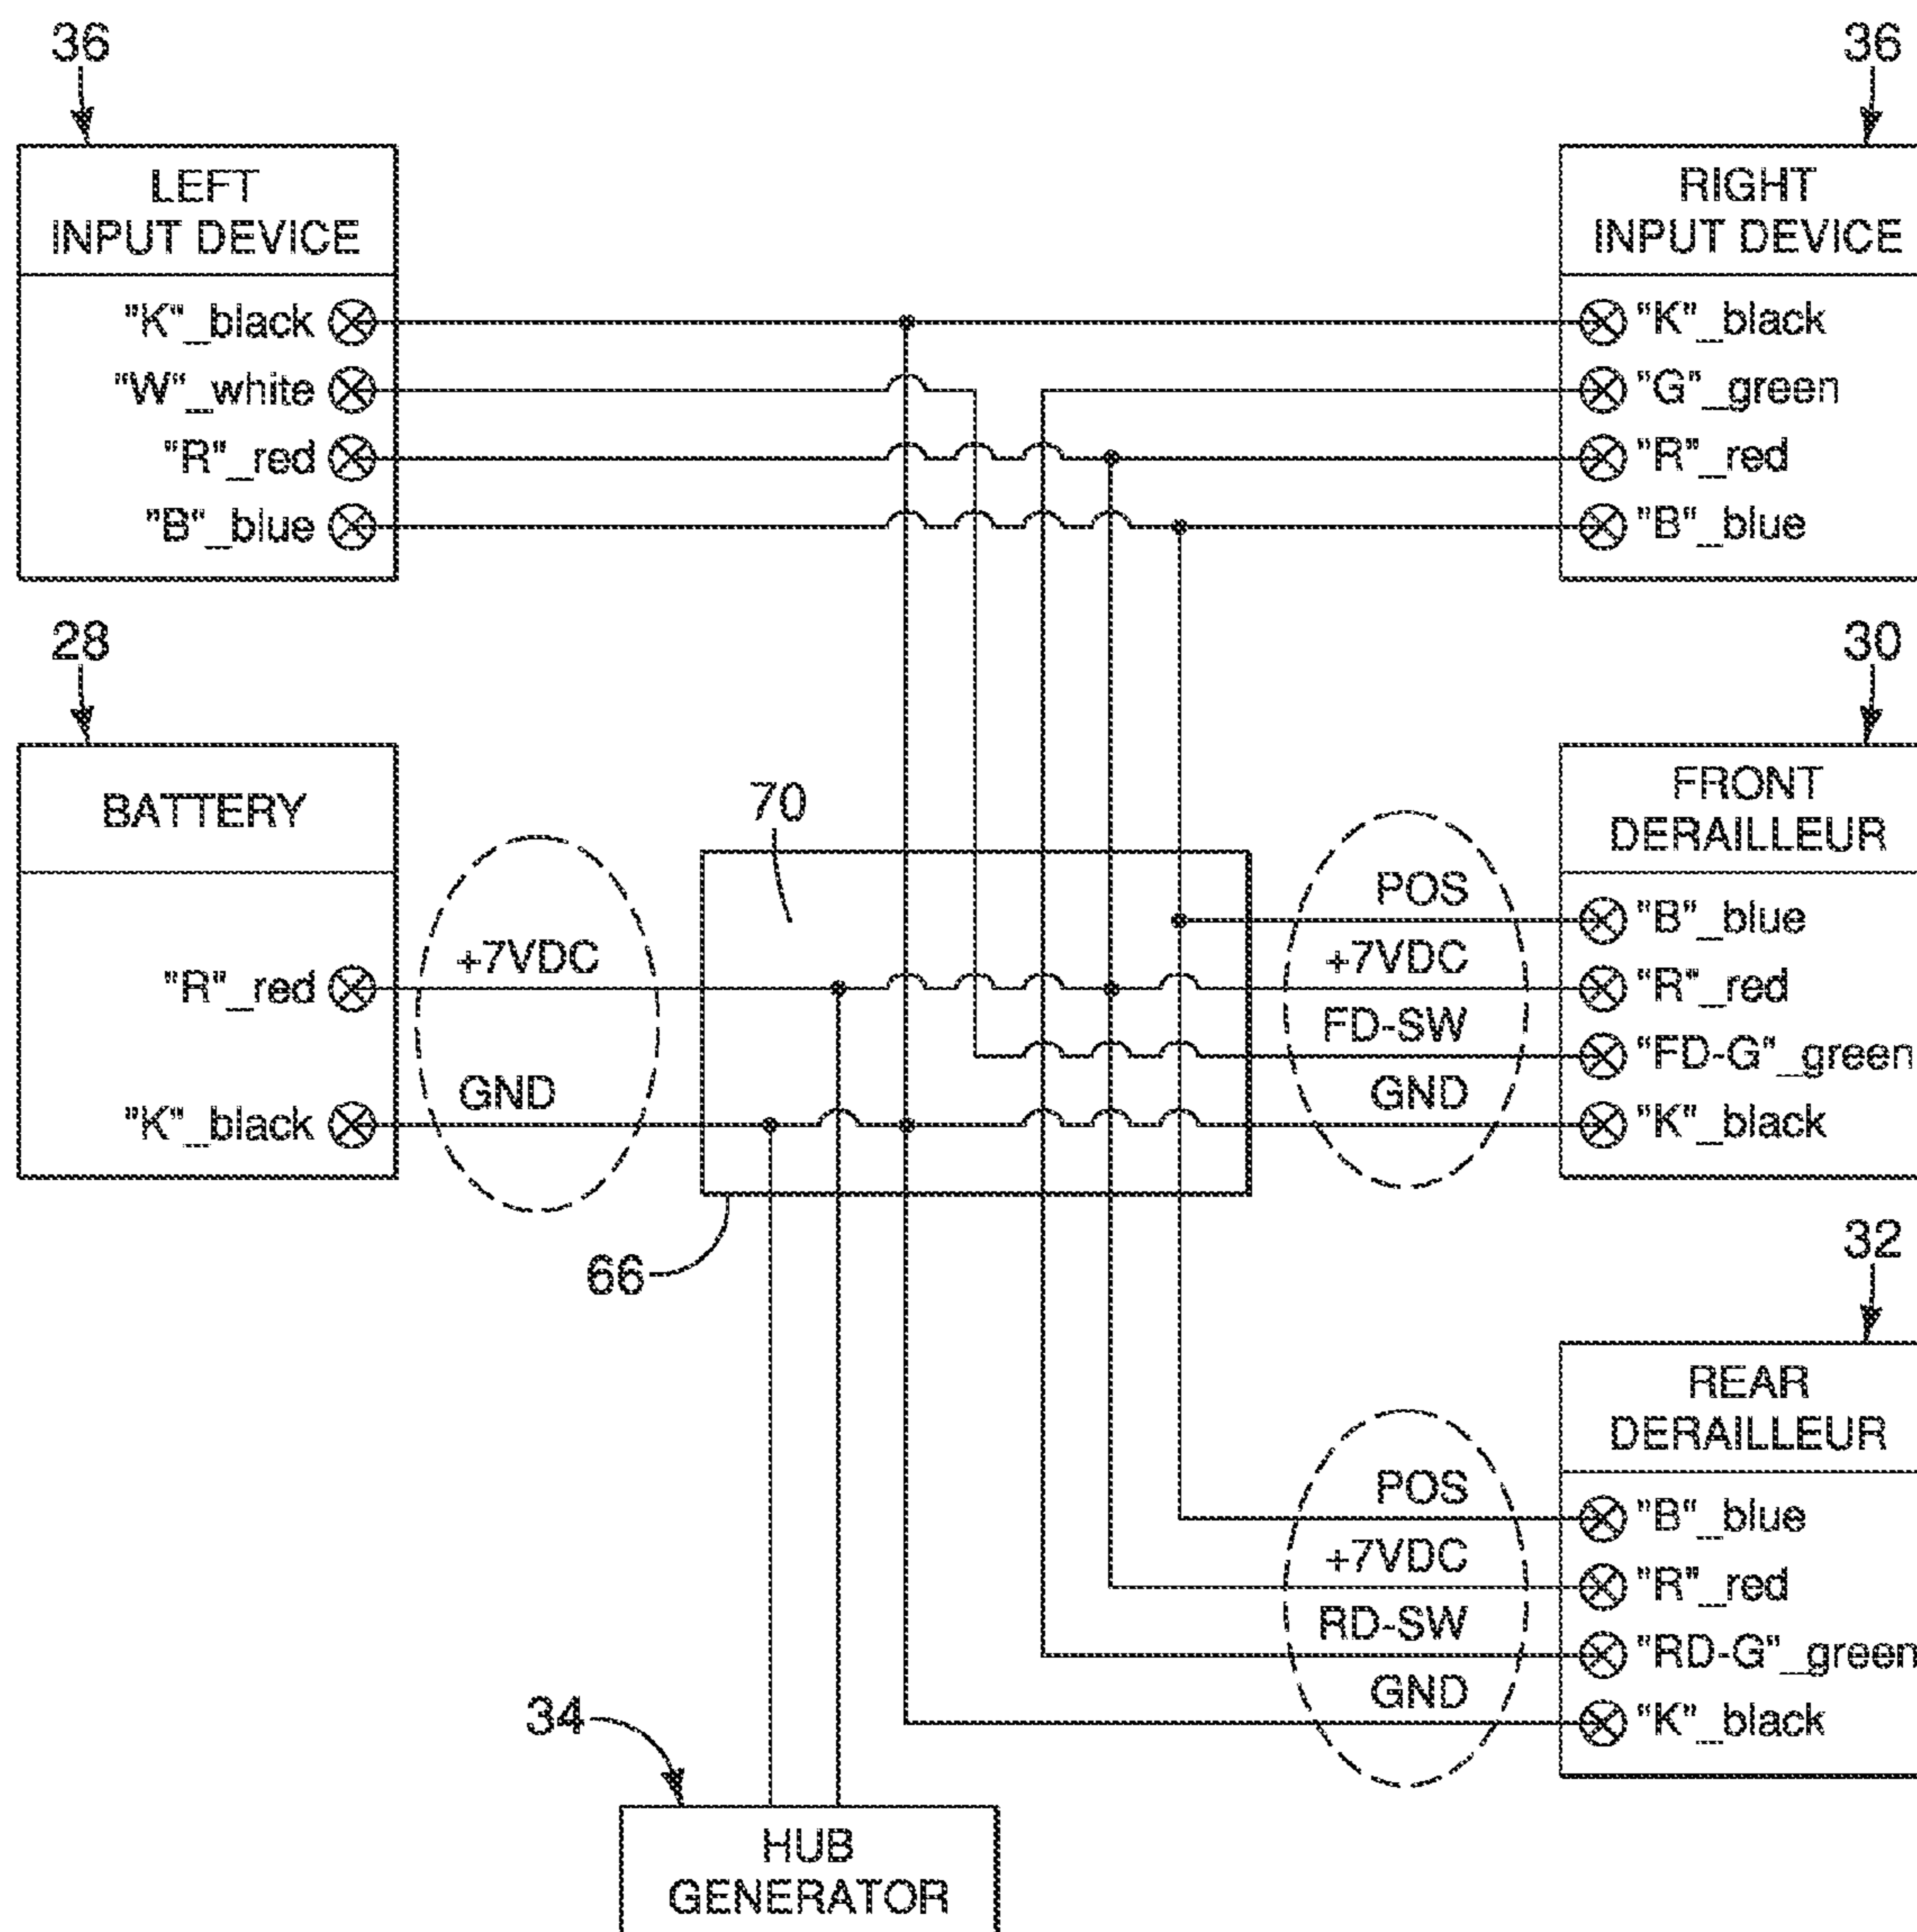 36
36
LEFT
INPUT DEVICE
"K"_black
"W"_white
"R"_red
"B"_blue
RIGHT
INPUT DEVICE
"K"_black
"G"_green
"R"_red
"B"_blue
28
30
BATTERY
"R"_red
"K"_black
+7VDC
GND
70
66
POS
+7VDC
FD-SW
GND
FRONT
DERAILLEUR
"B"_blue
"R"_red
"FD-G"_green
"K"_black
32
POS
+7VDC
RD-SW
GND
REAR
DERAILLEUR
"B"_blue
"R"_red
"RD-G"_green
"K"_black
34
HUB
GENERATOR